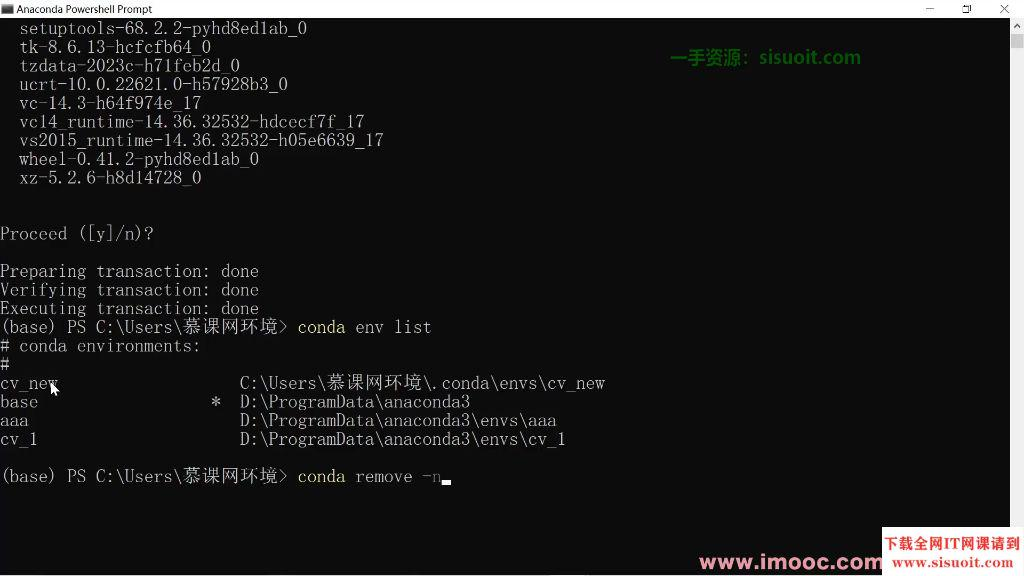 Anaconda Powershell Prompt
setuptools-68.2.2-pyhd8ed1ab_0
tk-8.6.13-hcfcfb64_0
tzdata-2023c-h71feb2d_0
ucrt-10.0.22621.0-h57928b3_0
vc-14.3-h64f974e_17
vc14_runtime-14.36.32532-hdcecf7f_17
vs2015_runtime-14.36.32532-h05e6639_17
wheel-0.41.2-pyhd8ed1ab_0
xz-5.2.6-h8d14728_0
一手资源：sisuoit.com
Proceed ([y]/n)?
Preparing transaction: done
Verifying transaction: done
Executing transaction: done
(base) PS C:\Users\慕课网环境> conda env list
# conda environments:
#
cv_new C:\Users\慕课网环境\.conda\envs\cv_new
base * D:\ProgramData\anaconda3
aaa D:\ProgramData\anaconda3\envs\aaa
cv_1 D:\ProgramData\anaconda3\envs\cv_1
(base) PS C:\Users\慕课网环境> conda remove -n
下载全网IT网课请到
www.sisuoit.com
www.imooc.com